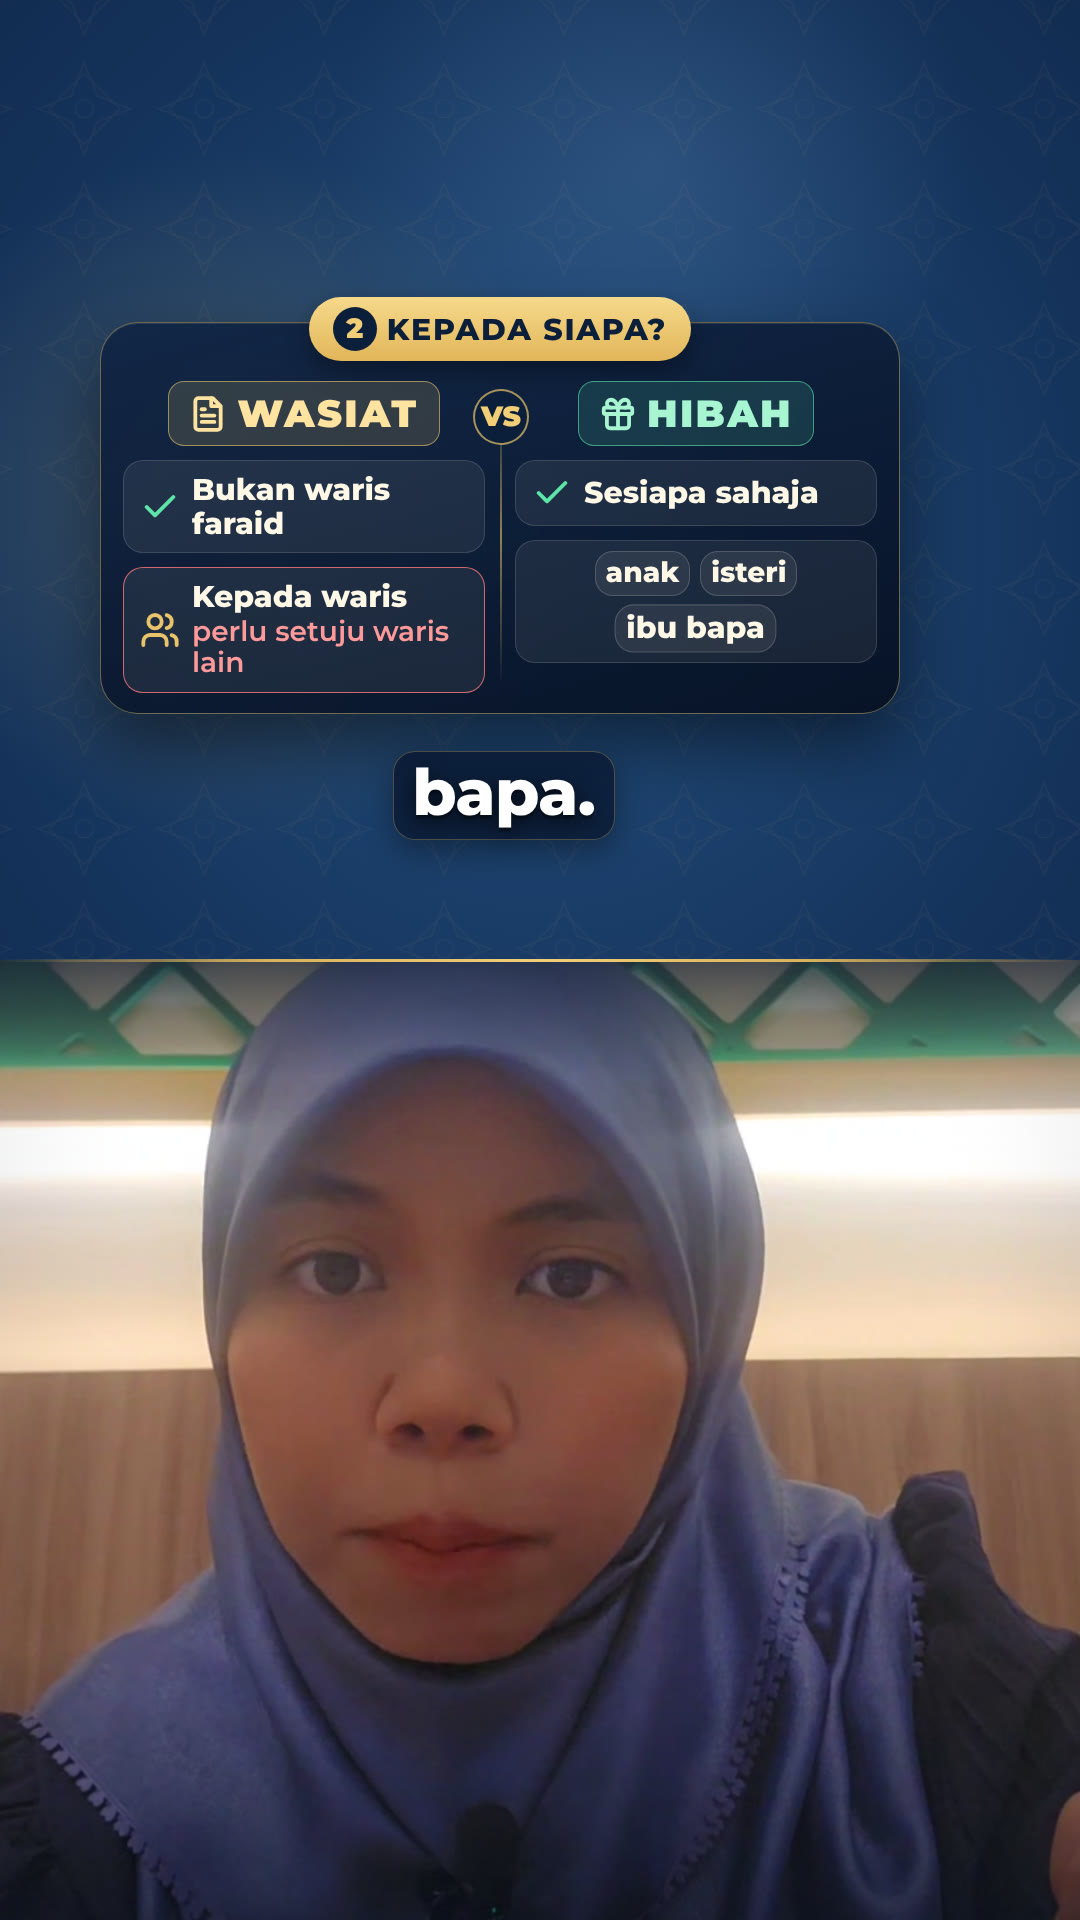 2 KEPADA SIAPA?
WASIAT
VS
HIBAH
Bukan waris
faraid
Kepada waris
perlu setuju waris
lain
Sesiapa sahaja
anak isteri
ibu bapa
bapa.